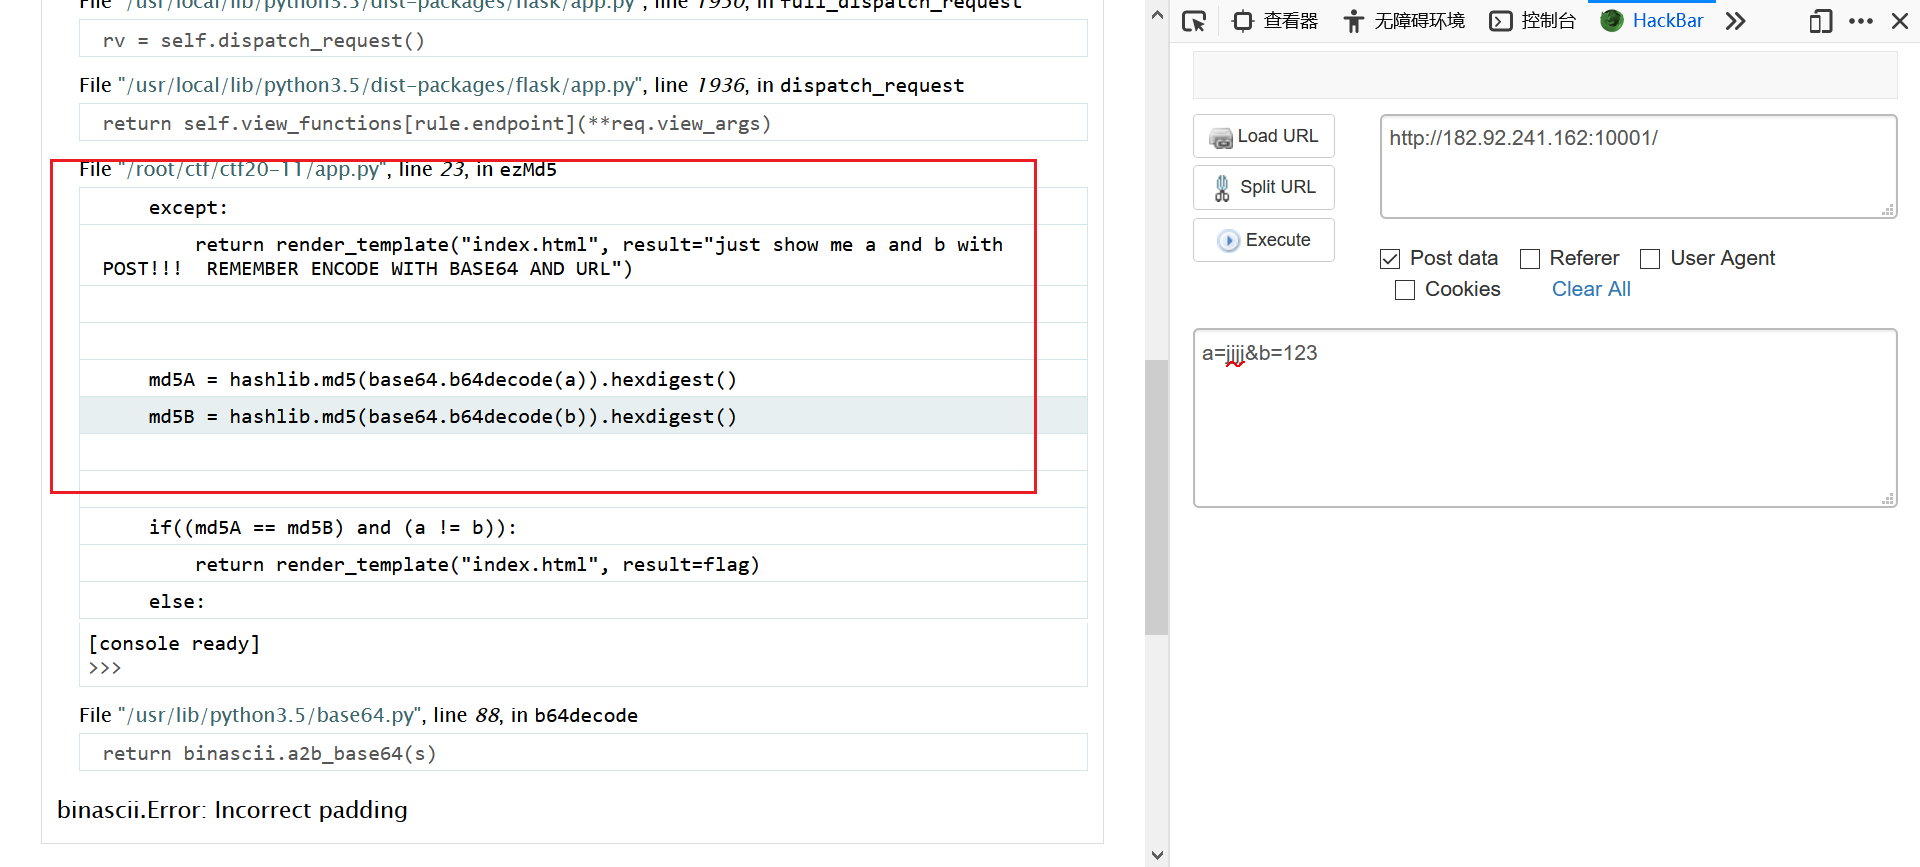 File "/usr/local/lib/python3.5/dist-packages/flask/app.py", line 1950, in full_dispatch_request
rv = self.dispatch_request()
File "/usr/local/lib/python3.5/dist-packages/flask/app.py", line 1936, in dispatch_request
return self.view_functions[rule.endpoint](**req.view_args)
File "/root/ctf/ctf20-11/app.py", line 23, in ezMd5
except:
return render_template("index.html", result="just show me a and b with
POST!!!  REMEMBER ENCODE WITH BASE64 AND URL")
md5A = hashlib.md5(base64.b64decode(a)).hexdigest()
md5B = hashlib.md5(base64.b64decode(b)).hexdigest()
if((md5A == md5B) and (a != b)):
return render_template("index.html", result=flag)
else:
[console ready]
>>>
File "/usr/lib/python3.5/base64.py", line 88, in b64decode
return binascii.a2b_base64(s)
binascii.Error: Incorrect padding
查看器 无障碍环境 控制台 HackBar
Load URL
http://182.92.241.162:10001/
Split URL
Execute
Post data Referer User Agent
Cookies Clear All
a=jjjj&b=123